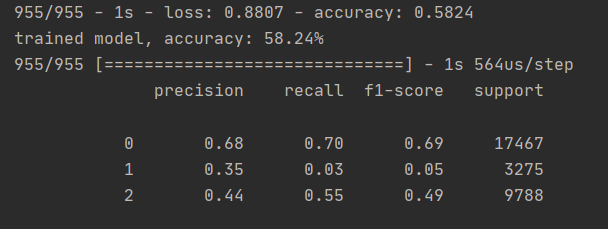 955/955 - 1s - loss: 0.8807 - accuracy: 0.5824
trained model, accuracy: 58.24%
955/955 [==============================] - 1s 564us/step
precision recall f1-score support
0 0.68 0.70 0.69 17467
1 0.35 0.03 0.05 3275
2 0.44 0.55 0.49 9788